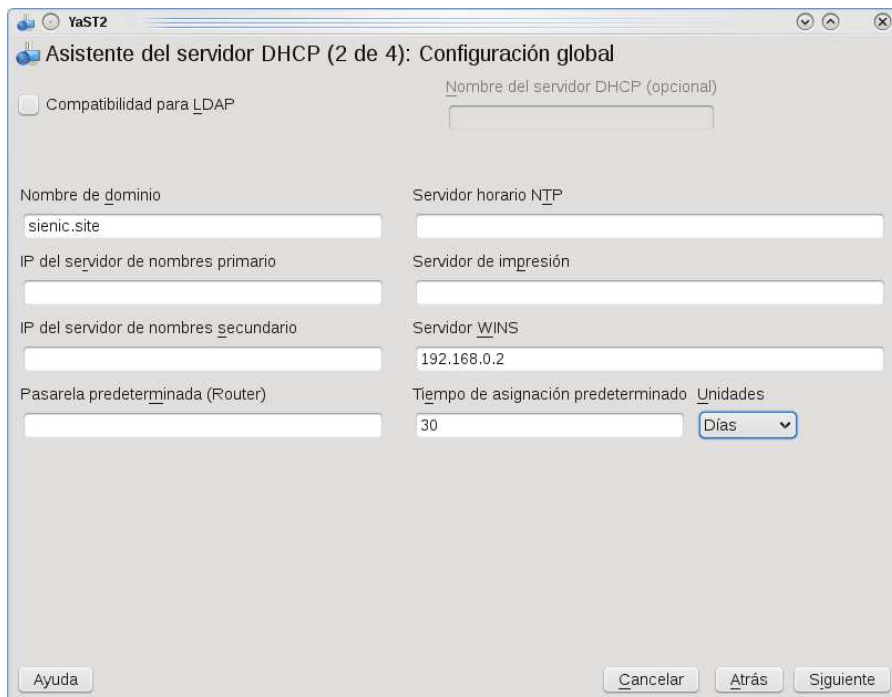 YaST2
Asistente del servidor DHCP (2 de 4): Configuración global
Compatibilidad para LDAP
Nombre del servidor DHCP (opcional)
Nombre de dominio
sienic.site
Servidor horario NTP
IP del servidor de nombres primario
Servidor de impresión
IP del servidor de nombres secundario
Servidor WINS
192.168.0.2
Pasarela predeterminada (Router)
Tiempo de asignación predeterminado
Unidades
30
Días
Ayuda
Cancelar
Atrás
Siguiente